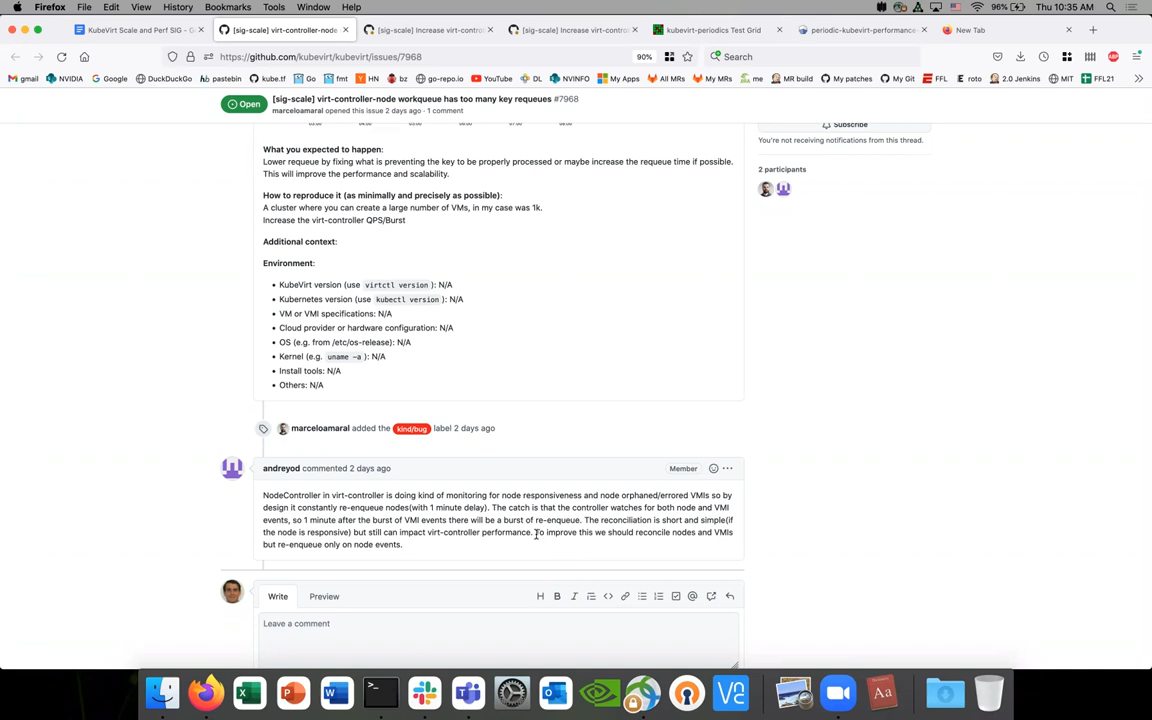 Firefox File Edit View History Bookmarks Tools Window Help
96% Thu 10:35 AM
KubeVirt Scale and Perf SIG -
[sig-scale] virt-controller-node
[sig-scale] Increase virt-contro
[sig-scale] Increase virt-contro
kubevirt-periodics Test Grid
periodic-kubevirt-performance-
New Tab
https://github.com/kubevirt/kubevirt/issues/7968
90%
Search
gmail NVIDIA Google DuckDuckGo pastebin kube.tf Go fmt HN bz go-repo.io YouTube DL NVINFO My Apps All MRs My MRs me MR build My patches My Git FFL eroto 2.0 Jenkins MIT FFL21
Open
[sig-scale] virt-controller-node workqueue has too many key requeues #7968
marceloamaral opened this issue 2 days ago · 1 comment
Subscribe
You're not receiving notifications from this thread.
2 participants
What you expected to happen:
Lower requeue by fixing what is preventing the key to be properly processed or maybe increase the requeue time if possible.
This will improve the performance and scalability.
How to reproduce it (as minimally and precisely as possible):
A cluster where you can create a large number of VMs, in my case was 1k.
Increase the virt-controller QPS/Burst
Additional context:
Environment:
• KubeVirt version (use virtctl version ): N/A
• Kubernetes version (use kubectl version ): N/A
• VM or VMI specifications: N/A
• Cloud provider or hardware configuration: N/A
• OS (e.g. from /etc/os-release): N/A
• Kernel (e.g. uname -a ): N/A
• Install tools: N/A
• Others: N/A
marceloamaral added the kind/bug label 2 days ago
andreyod commented 2 days ago
Member
NodeController in virt-controller is doing kind of monitoring for node responsiveness and node orphaned/errored VMIs so by
design it constantly re-enqueue nodes(with 1 minute delay). The catch is that the controller watches for both node and VMI
events, so 1 minute after the burst of VMI events there will be a burst of re-enqueue. The reconciliation is short and simple(if
the node is responsive) but still can impact virt-controller performance. To improve this we should reconcile nodes and VMIs
but re-enqueue only on node events.
Write Preview
Leave a comment